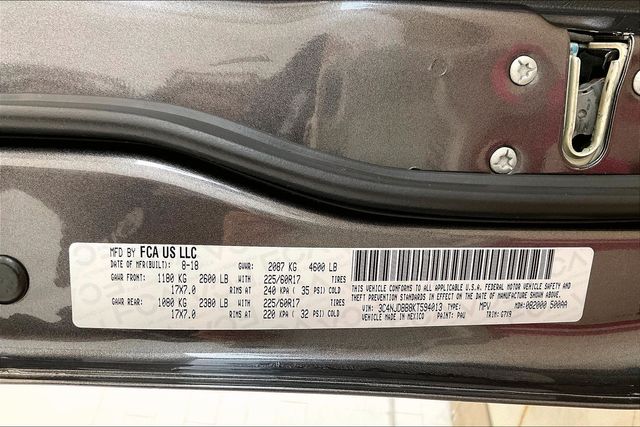 MFD BY FCA US LLC
DATE OF MFR(BUILT): 8-18 GVWR: 2087 KG 4600 LB
GAWR FRONT: 1180 KG 2600 LB WITH 225/60R17 TIRES
17X7.0 RIMS AT 240 KPA ( 35 PSI) COLD
GAWR REAR: 1080 KG 2380 LB WITH 225/60R17 TIRES
17X7.0 RIMS AT 220 KPA ( 32 PSI) COLD
THIS VEHICLE CONFORMS TO ALL APPLICABLE U.S.A. FEDERAL MOTOR VEHICLE SAFETY AND
THEFT PREVENTION STANDARDS IN EFFECT ON THE DATE OF MANUFACTURE SHOWN ABOVE.
VIN: 3C4NJDBB8KT594013 TYPE: MPV MDH: 082000 500AA
VEHICLE MADE IN MEXICO PAINT: PAU TRIM: G7X9